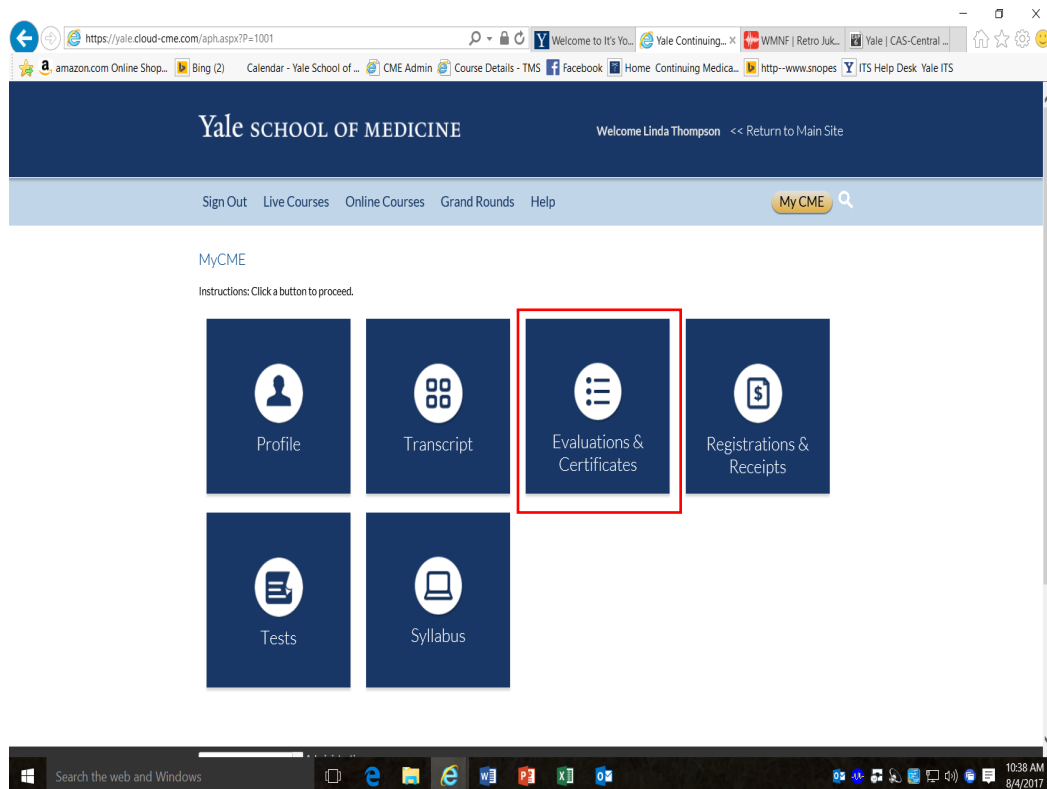 https://yale.cloud-cme.com/aph.aspx?P=1001
Welcome to It's Yo...
Yale Continuing...
WMNF | Retro Juk...
Yale | CAS-Central ...
amazon.com Online Shop...
Bing (2)
Calendar - Yale School of ...
CME Admin
Course Details - TMS
Facebook
Home Continuing Medica...
http--www.snopes
ITS Help Desk Yale ITS
Yale SCHOOL OF MEDICINE
Welcome Linda Thompson << Return to Main Site
Sign Out Live Courses Online Courses Grand Rounds Help My CME
MyCME
Instructions: Click a button to proceed.
Profile
Transcript
Evaluations &
Certificates
Registrations &
Receipts
Tests
Syllabus
Search the web and Windows
10:38 AM
8/4/2017